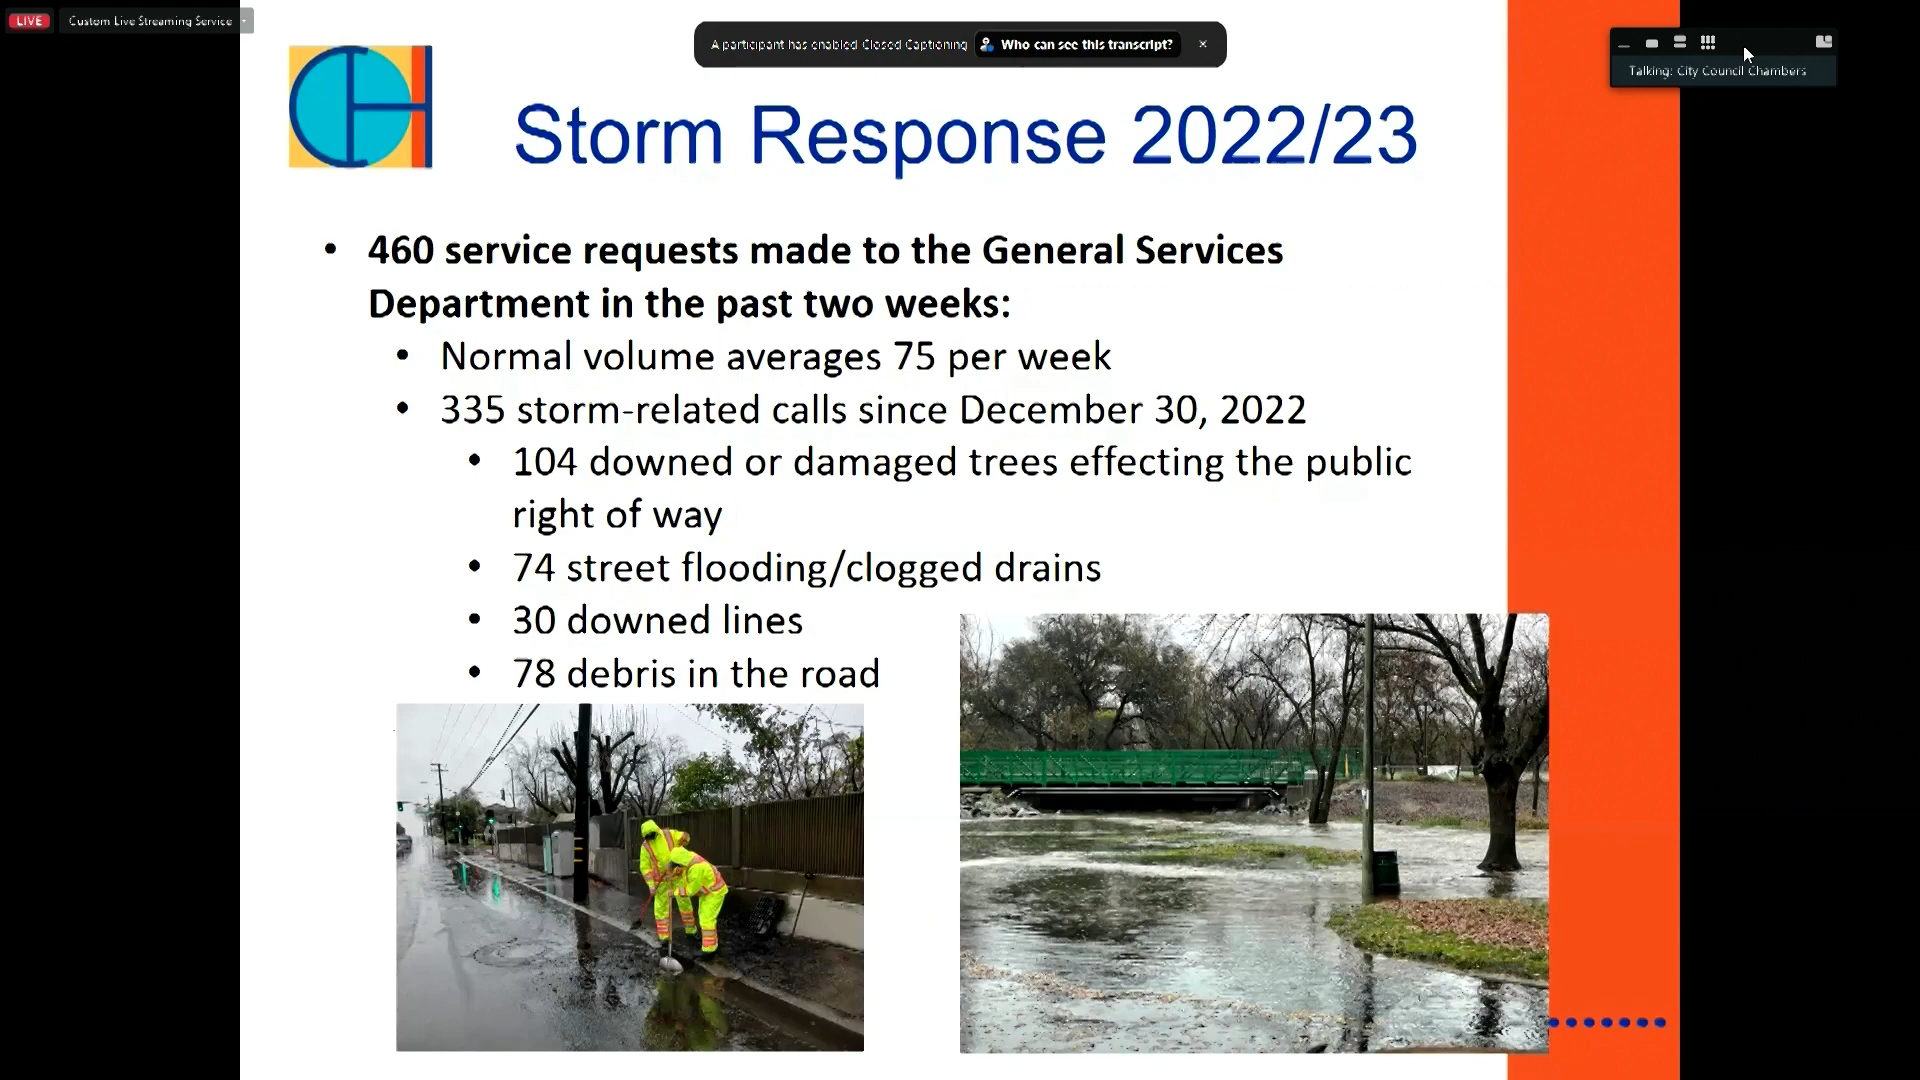 LIVE
Custom Live Streaming Service
A participant has enabled Closed Captioning
Who can see this transcript?
Talking: City Council Chambers
CH
Storm Response 2022/23
• 460 service requests made to the General Services
Department in the past two weeks:
• Normal volume averages 75 per week
• 335 storm-related calls since December 30, 2022
• 104 downed or damaged trees effecting the public
right of way
• 74 street flooding/clogged drains
• 30 downed lines
• 78 debris in the road